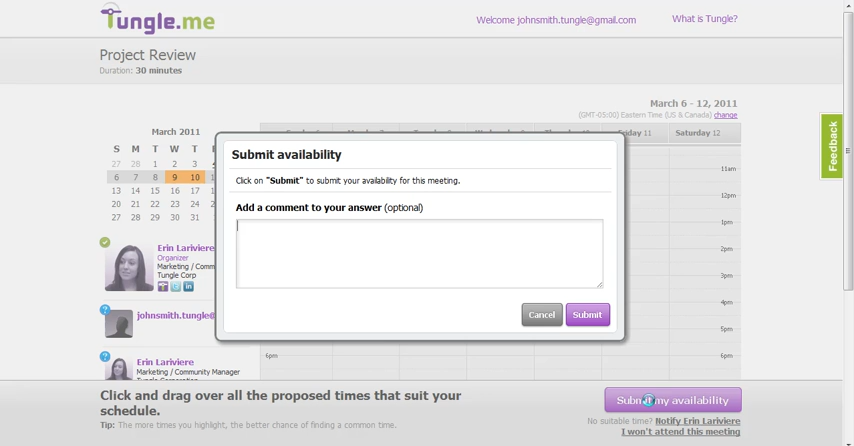 Tungle.me
Welcome johnsmith.tungle@gmail.com
What is Tungle?
Project Review
Duration: 30 minutes
March 6 - 12, 2011
(GMT-05:00) Eastern Time (US & Canada) change
Feedback
March 2011
Friday 11
Saturday 12
S M T W T
27 28 1 2 3
6 7 8 9 10
13 14 15 16 17
20 21 22 23 24
27 28 29 30 31
11am
1pm
2pm
3pm
4pm
5pm
6pm
6pm
Submit availability
Click on "Submit" to submit your availability for this meeting.
Add a comment to your answer (optional)
Cancel
Submit
Erin Lariviere
Organizer
Marketing / Comm
Tungle Corp
johnsmith.tungle@
Erin Lariviere
Marketing / Community Manager
Tungle Corporation
Click and drag over all the proposed times that suit your
schedule.
Tip: The more times you highlight, the better chance of finding a common time.
Submit my availability
No suitable time? Notify Erin Lariviere
I won't attend this meeting